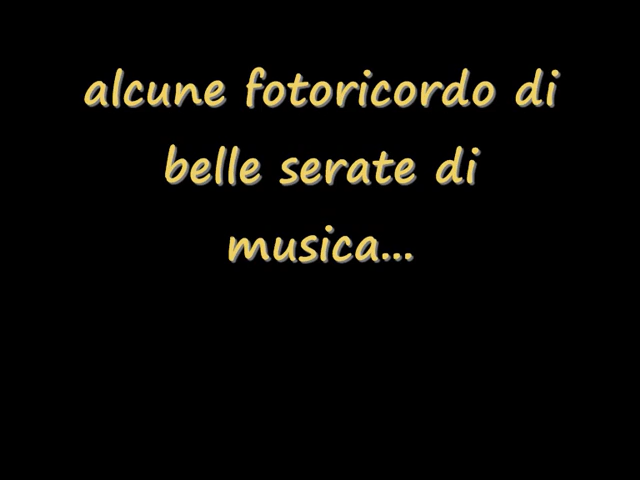 alcune fotoricordo di
belle serate di
musica...